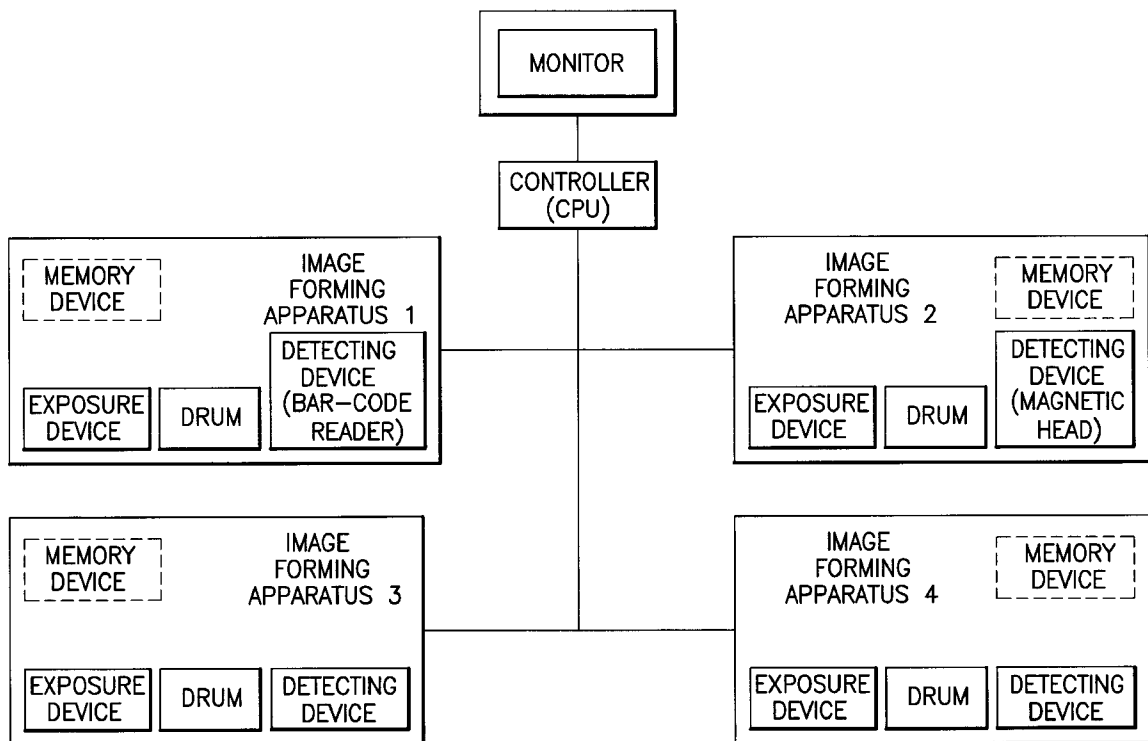 MONITOR
CONTROLLER
(CPU)
MEMORY
DEVICE
IMAGE
FORMING
APPARATUS 1
EXPOSURE
DEVICE
DRUM
DETECTING
DEVICE
(BAR-CODE
READER)
IMAGE
FORMING
APPARATUS 2
MEMORY
DEVICE
EXPOSURE
DEVICE
DRUM
DETECTING
DEVICE
(MAGNETIC
HEAD)
MEMORY
DEVICE
IMAGE
FORMING
APPARATUS 3
EXPOSURE
DEVICE
DRUM
DETECTING
DEVICE
IMAGE
FORMING
APPARATUS 4
MEMORY
DEVICE
EXPOSURE
DEVICE
DRUM
DETECTING
DEVICE